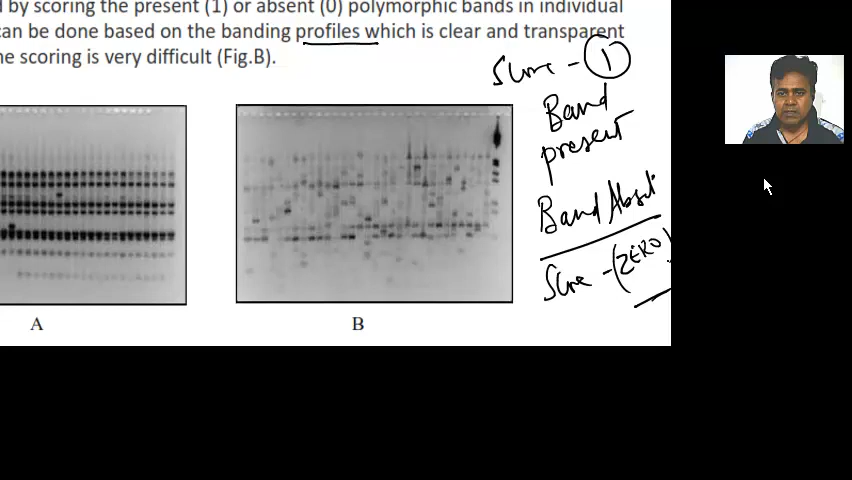 d by scoring the present (1) or absent (0) polymorphic bands in individual
can be done based on the banding profiles which is clear and transparent
he scoring is very difficult (Fig.B).
Score - 1
Band
present
Band Absent
Score - (ZERO)
A
B